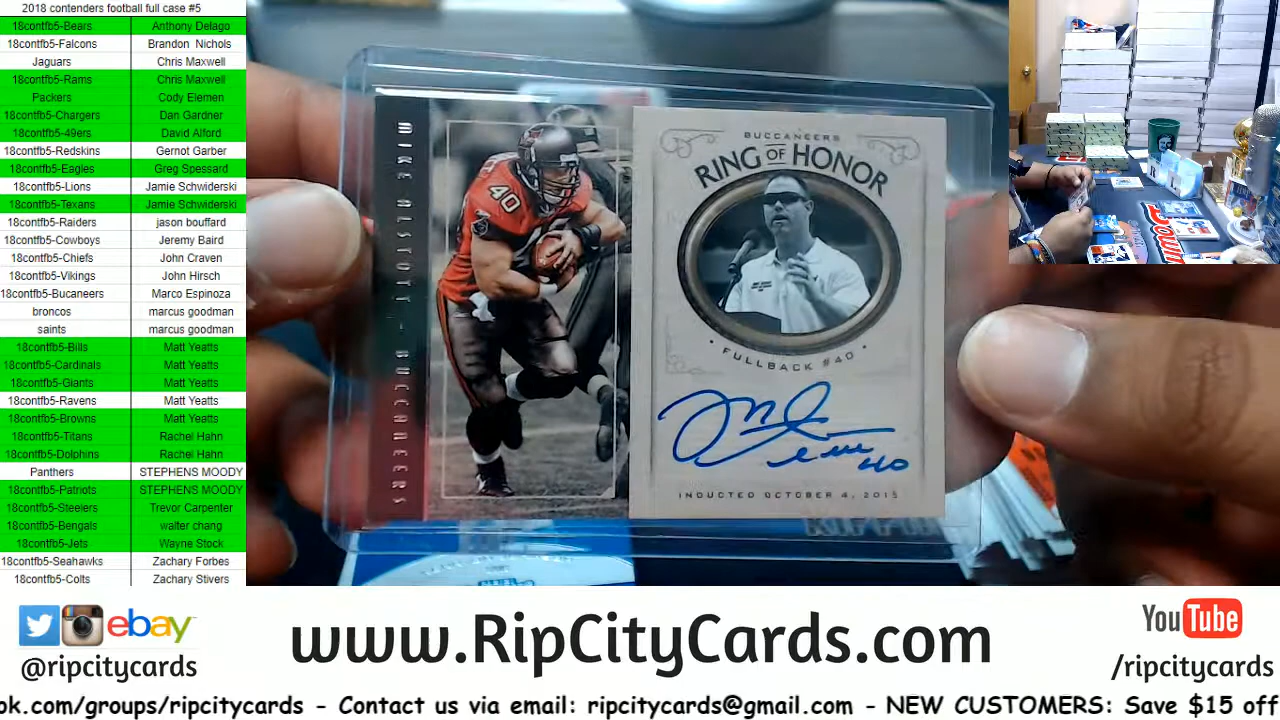 2018 contenders football full case #5
18contfb5-Bears Anthony Delago
18contfb5-Falcons Brandon Nichols
Jaguars Chris Maxwell
18contfb5-Rams Chris Maxwell
Packers Cody Elemen
18contfb5-Chargers Dan Gardner
18contfb5-49ers David Alford
18contfb5-Redskins Gernot Garber
18contfb5-Eagles Greg Spessard
18contfb5-Lions Jamie Schwiderski
18contfb5-Texans Jamie Schwiderski
18contfb5-Raiders jason bouffard
18contfb5-Cowboys Jeremy Baird
18contfb5-Chiefs John Craven
18contfb5-Vikings John Hirsch
18contfb5-Bucaneers Marco Espinoza
broncos marcus goodman
saints marcus goodman
18contfb5-Bills Matt Yeatts
18contfb5-Cardinals Matt Yeatts
18contfb5-Giants Matt Yeatts
18contfb5-Ravens Matt Yeatts
18contfb5-Browns Matt Yeatts
18contfb5-Titans Rachel Hahn
18contfb5-Dolphins Rachel Hahn
Panthers STEPHENS MOODY
18contfb5-Patriots STEPHENS MOODY
18contfb5-Steelers Trevor Carpenter
18contfb5-Bengals walter chang
18contfb5-Jets Wayne Stock
18contfb5-Seahawks Zachary Forbes
18contfb5-Colts Zachary Stivers
MIKE ALSTOTT - BUCCANEERS
40
BUCCANEERS
RING OF HONOR
• FULLBACK #40 •
40
INDUCTED OCTOBER 4, 2015
ebay
@ripcitycards
www.RipCityCards.com
YouTube
/ripcitycards
ok.com/groups/ripcitycards - Contact us via email: ripcitycards@gmail.com - NEW CUSTOMERS: Save $15 off